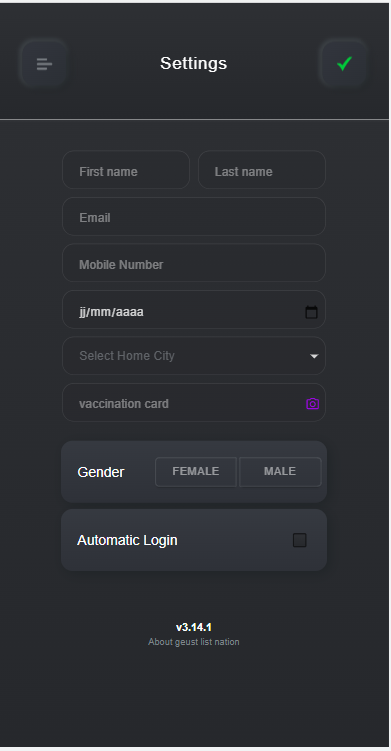 Settings
First name Last name
Email
Mobile Number
jj/mm/aaaa
Select Home City
vaccination card
Gender FEMALE MALE
Automatic Login
v3.14.1
About geust list nation